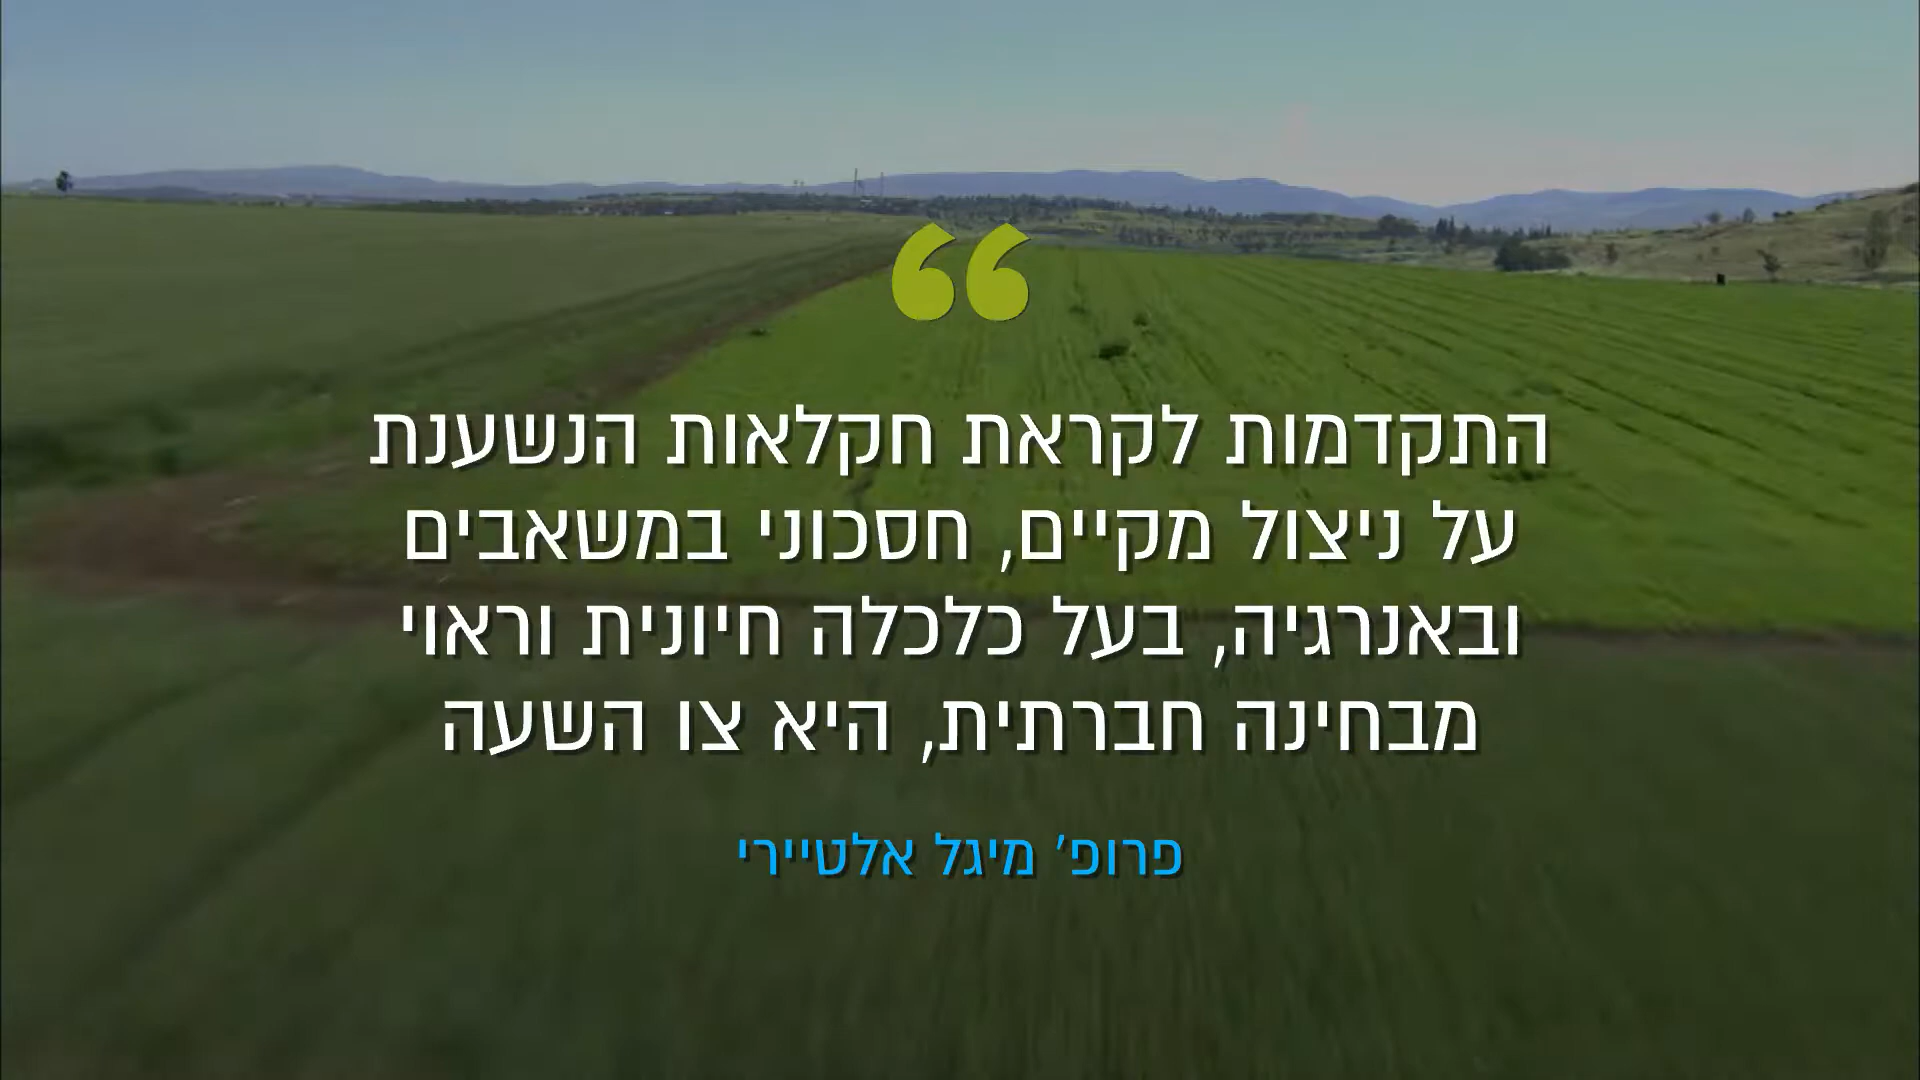 “
התקדמות לקראת חקלאות הנשענת
על ניצול מקיים, חסכוני במשאבים
ובאנרגיה, בעל כלכלה חיונית וראוי
מבחינה חברתית, היא צו השעה
פרופ׳ מיגל אלטיירי